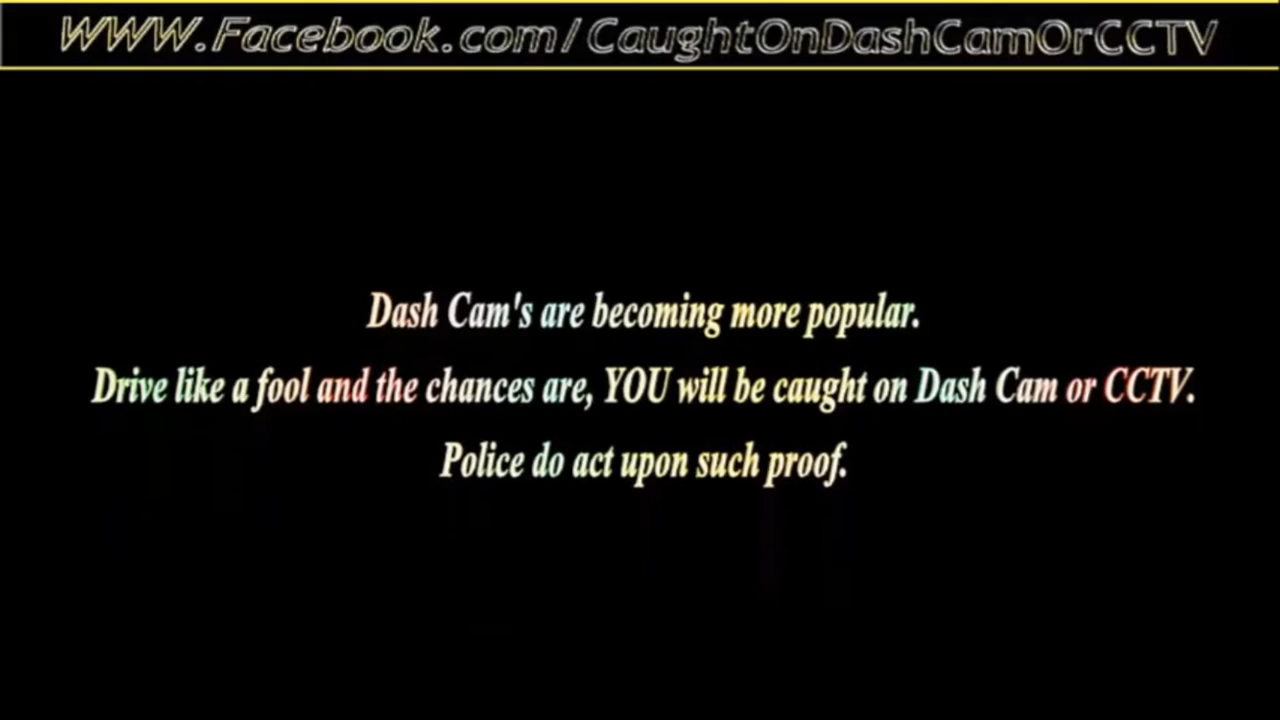 WWW.Facebook.com/CaughtOnDashCamOrCCTV
Dash Cam's are becoming more popular.
Drive like a fool and the chances are, YOU will be caught on Dash Cam or CCTV.
Police do act upon such proof.